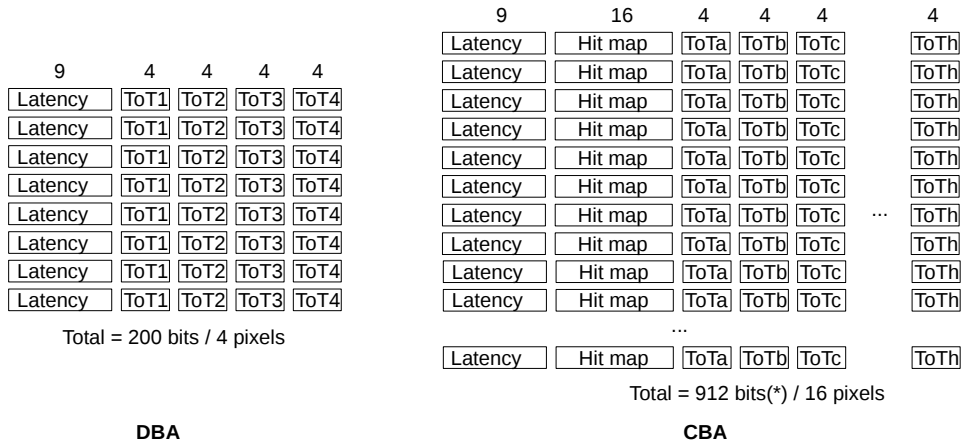 9 4 4 4 4
Latency ToT1 ToT2 ToT3 ToT4
Latency ToT1 ToT2 ToT3 ToT4
Latency ToT1 ToT2 ToT3 ToT4
Latency ToT1 ToT2 ToT3 ToT4
Latency ToT1 ToT2 ToT3 ToT4
Latency ToT1 ToT2 ToT3 ToT4
Latency ToT1 ToT2 ToT3 ToT4
Latency ToT1 ToT2 ToT3 ToT4
Total = 200 bits / 4 pixels
DBA
9 16 4 4 4 4
Latency Hit map ToTa ToTb ToTc ToTh
Latency Hit map ToTa ToTb ToTc ToTh
Latency Hit map ToTa ToTb ToTc ToTh
Latency Hit map ToTa ToTb ToTc ToTh
Latency Hit map ToTa ToTb ToTc ToTh
Latency Hit map ToTa ToTb ToTc ToTh
Latency Hit map ToTa ToTb ToTc ... ToTh
Latency Hit map ToTa ToTb ToTc ToTh
Latency Hit map ToTa ToTb ToTc ToTh
Latency Hit map ToTa ToTb ToTc ToTh
...
Latency Hit map ToTa ToTb ToTc ToTh
Total = 912 bits(*) / 16 pixels
CBA